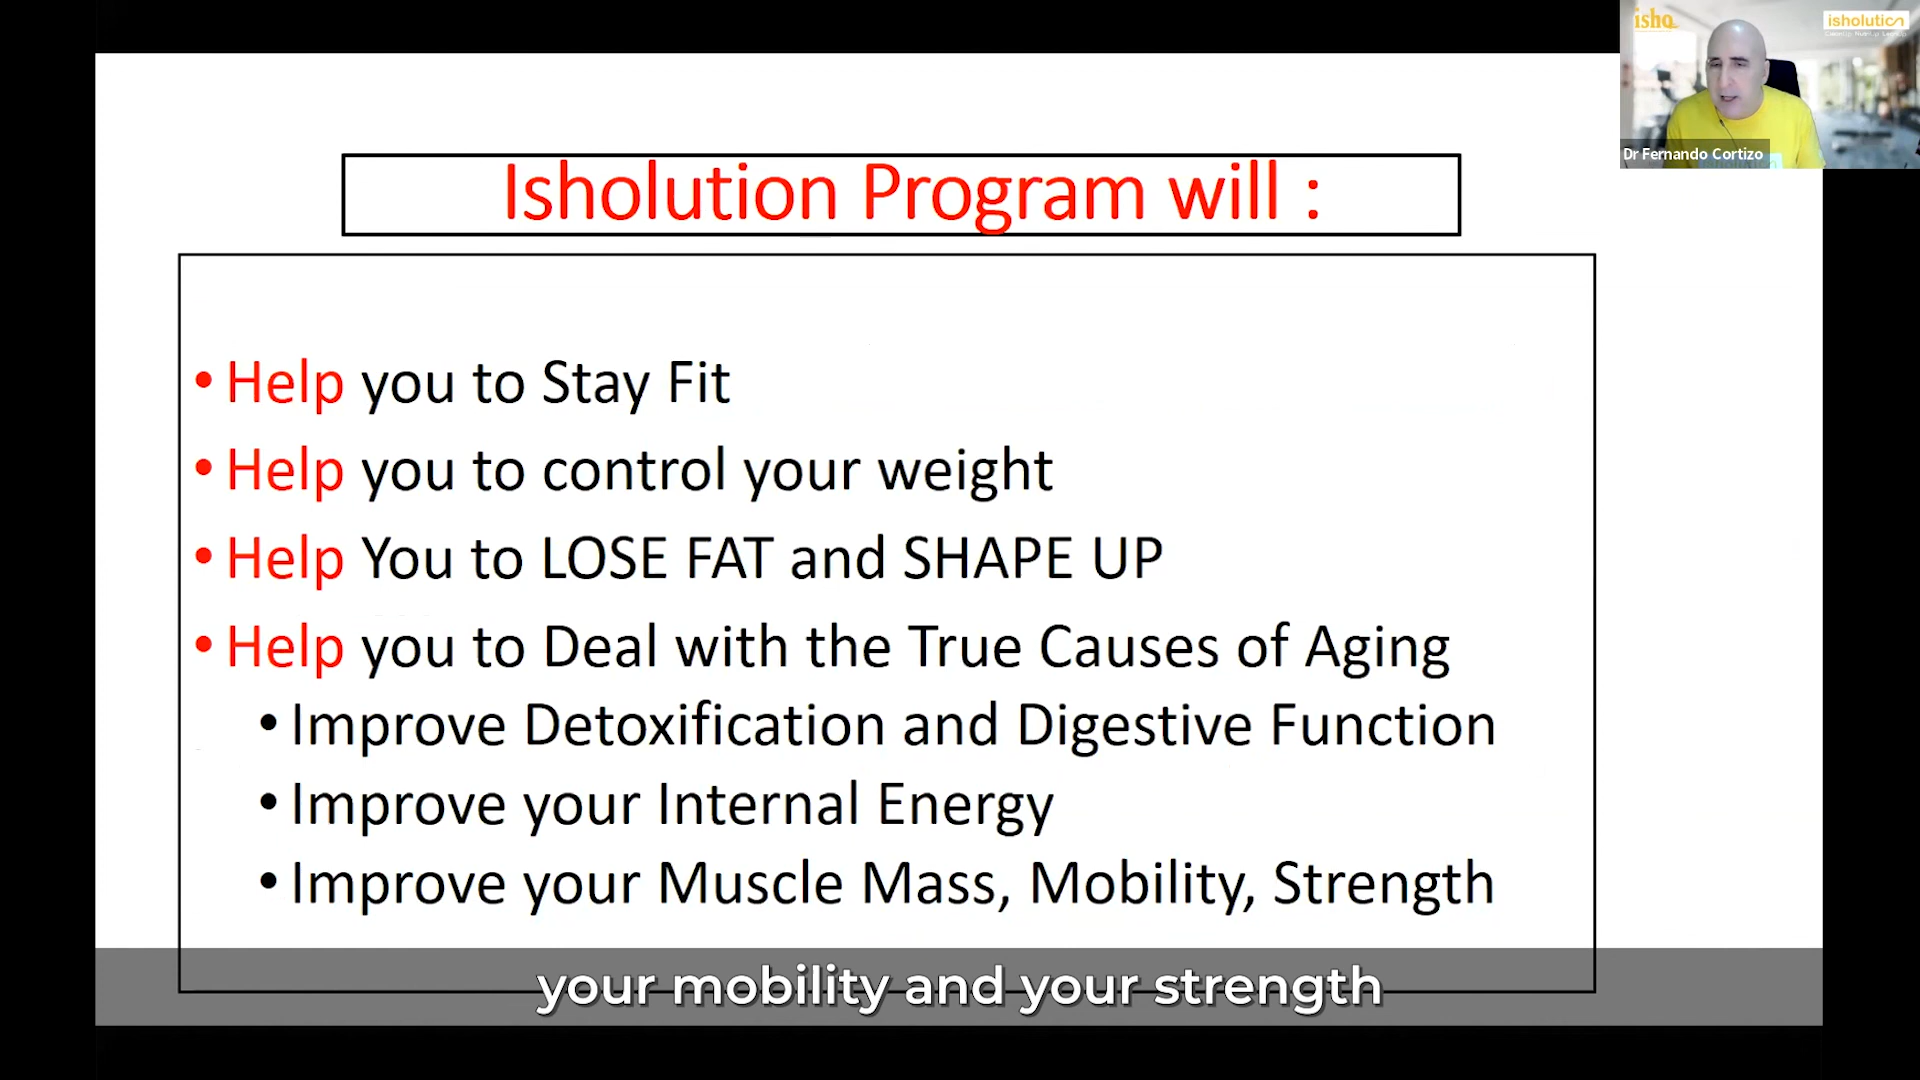 isho
isholution
Dr Fernando Cortizo
Isholution Program will :
• Help you to Stay Fit
• Help you to control your weight
• Help You to LOSE FAT and SHAPE UP
• Help you to Deal with the True Causes of Aging
• Improve Detoxification and Digestive Function
• Improve your Internal Energy
• Improve your Muscle Mass, Mobility, Strength
your mobility and your strength